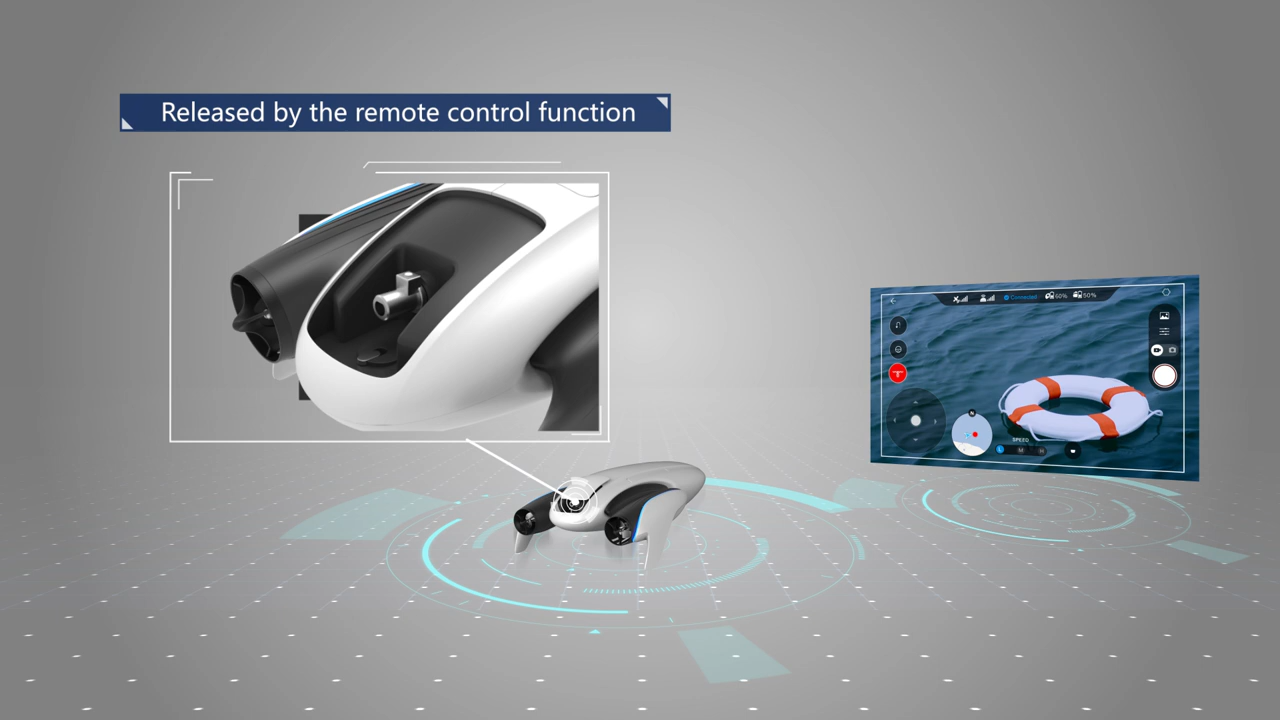 Released by the remote control function
Connected 60% 50%
N
SPEED
L M H